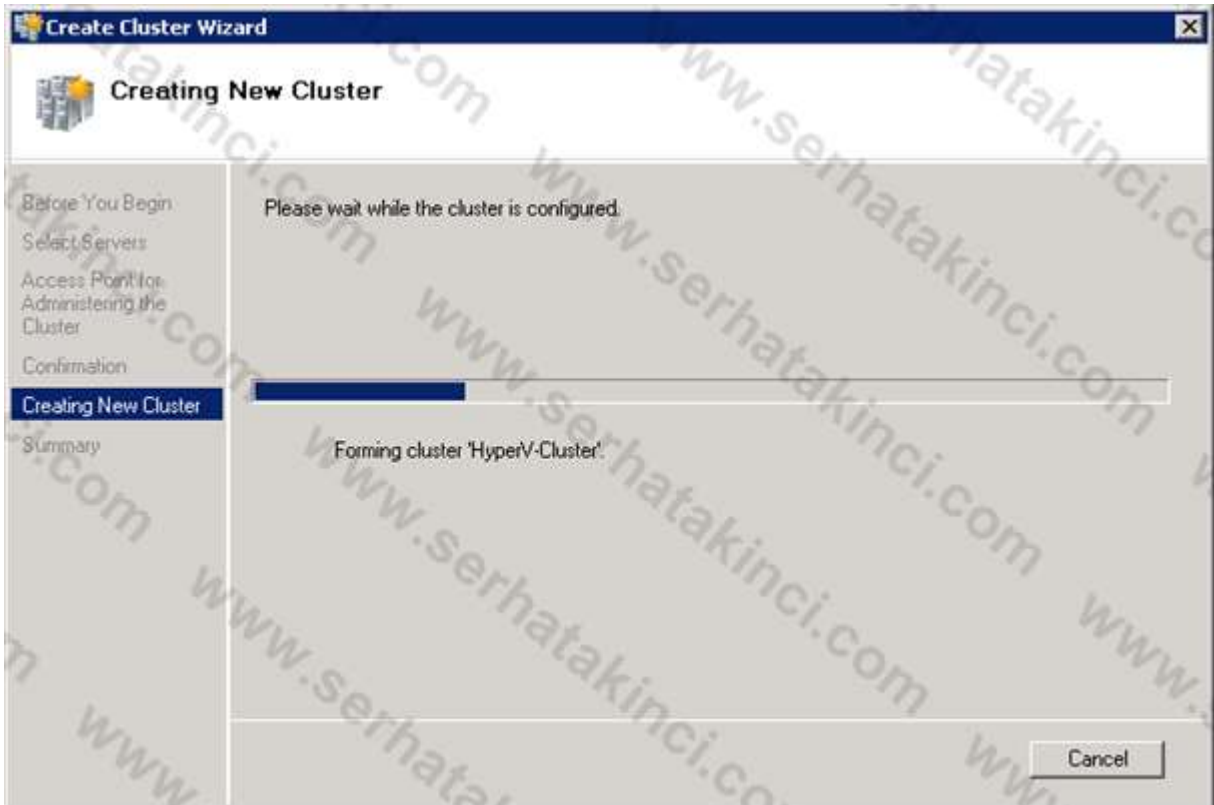 Create Cluster Wizard
Creating New Cluster
Before You Begin
Select Servers
Access Point for
Administering the
Cluster
Confirmation
Creating New Cluster
Summary
Please wait while the cluster is configured.
Forming cluster 'HyperV-Cluster'.
Cancel
www.serhatakinci.com